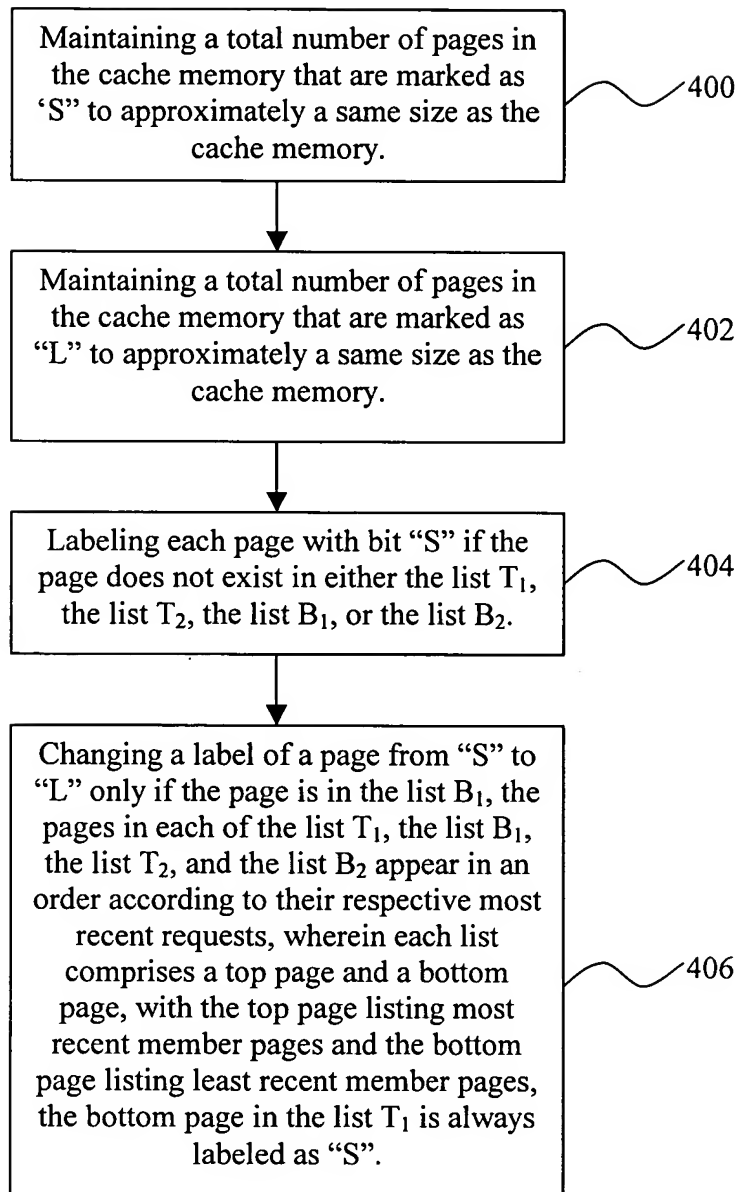 Maintaining a total number of pages in
the cache memory that are marked as
‘S” to approximately a same size as the
cache memory.
400
Maintaining a total number of pages in
the cache memory that are marked as
“L” to approximately a same size as the
cache memory.
402
Labeling each page with bit “S” if the
page does not exist in either the list T₁,
the list T₂, the list B₁, or the list B₂.
404
Changing a label of a page from “S” to
“L” only if the page is in the list B₁, the
pages in each of the list T₁, the list B₁,
the list T₂, and the list B₂ appear in an
order according to their respective most
recent requests, wherein each list
comprises a top page and a bottom
page, with the top page listing most
recent member pages and the bottom
page listing least recent member pages,
the bottom page in the list T₁ is always
labeled as “S”.
406